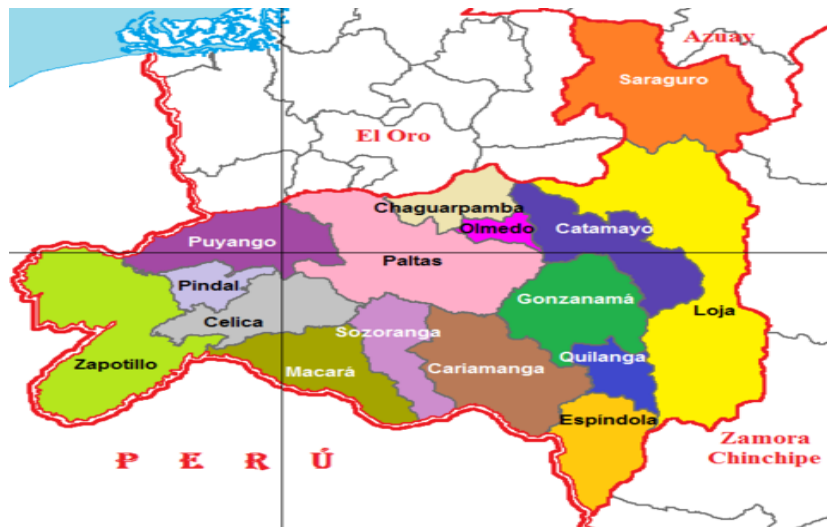 Azuay
Saraguro
El Oro
Chaguarpamba
Olmedo
Catamayo
Puyango
Paltas
Pindal
Gonzanamá
Celica
Loja
Sozoranga
Zapotillo
Macará
Cariamanga
Quilanga
Espíndola
Zamora
Chinchipe
P E R Ú